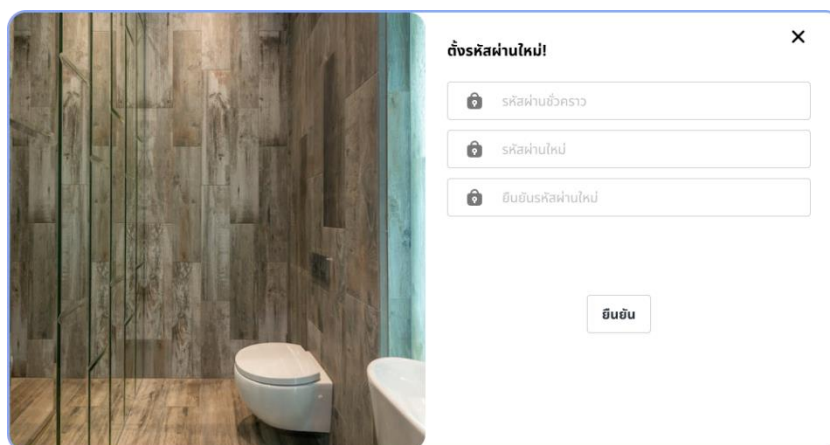 ตั้งรหัสผ่านใหม่!
รหัสผ่านชั่วคราว
รหัสผ่านใหม่
ยืนยันรหัสผ่านใหม่
ยืนยัน